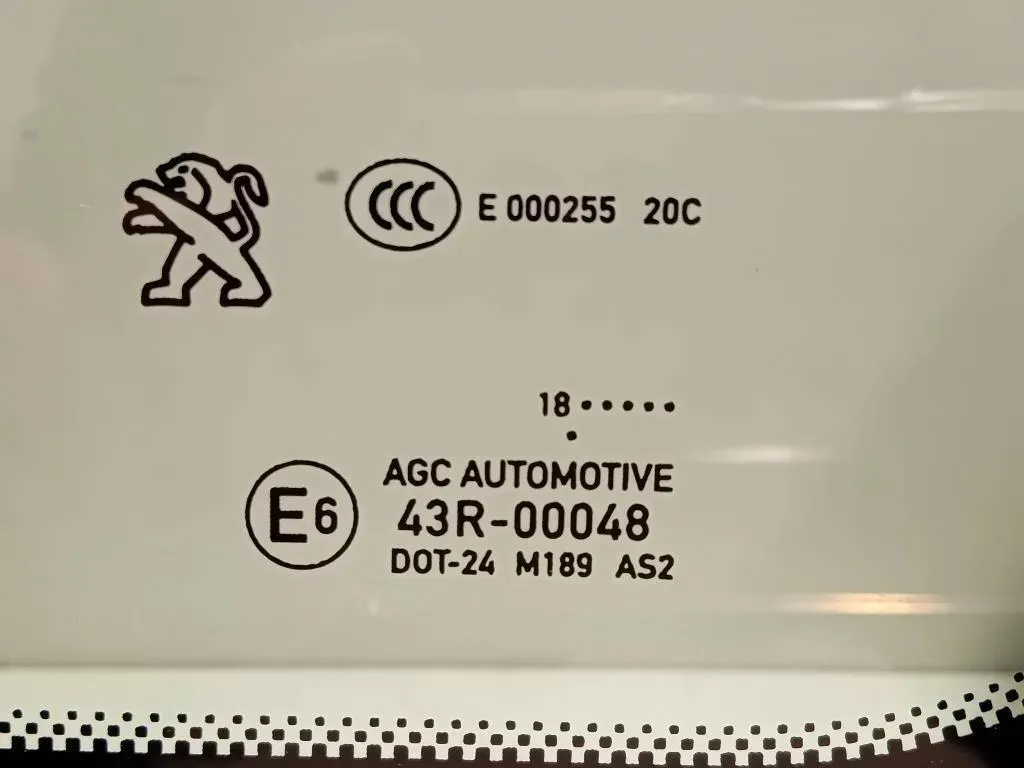 CCC E 000255 20C
18•••••
•
AGC AUTOMOTIVE
E6 43R-00048
DOT-24 M189 AS2